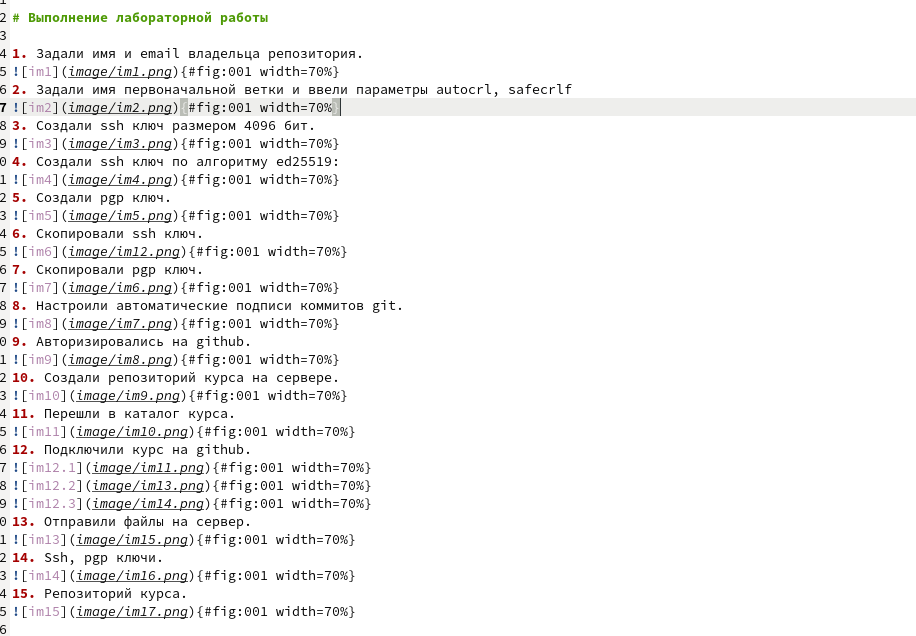 2 # Выполнение лабораторной работы
3
4 1. Задали имя и email владельца репозитория.
5 ![im1](image/im1.png){#fig:001 width=70%}
6 2. Задали имя первоначальной ветки и ввели параметры autocrl, safecrlf
7 ![im2](image/im2.png){#fig:001 width=70%}
8 3. Создали ssh ключ размером 4096 бит.
9 ![im3](image/im3.png){#fig:001 width=70%}
0 4. Создали ssh ключ по алгоритму ed25519:
1 ![im4](image/im4.png){#fig:001 width=70%}
2 5. Создали pgp ключ.
3 ![im5](image/im5.png){#fig:001 width=70%}
4 6. Скопировали ssh ключ.
5 ![im6](image/im12.png){#fig:001 width=70%}
6 7. Скопировали pgp ключ.
7 ![im7](image/im6.png){#fig:001 width=70%}
8 8. Настроили автоматические подписи коммитов git.
9 ![im8](image/im7.png){#fig:001 width=70%}
0 9. Авторизировались на github.
1 ![im9](image/im8.png){#fig:001 width=70%}
2 10. Создали репозиторий курса на сервере.
3 ![im10](image/im9.png){#fig:001 width=70%}
4 11. Перешли в каталог курса.
5 ![im11](image/im10.png){#fig:001 width=70%}
6 12. Подключили курс на github.
7 ![im12.1](image/im11.png){#fig:001 width=70%}
8 ![im12.2](image/im13.png){#fig:001 width=70%}
9 ![im12.3](image/im14.png){#fig:001 width=70%}
0 13. Отправили файлы на сервер.
1 ![im13](image/im15.png){#fig:001 width=70%}
2 14. Ssh, pgp ключи.
3 ![im14](image/im16.png){#fig:001 width=70%}
4 15. Репозиторий курса.
5 ![im15](image/im17.png){#fig:001 width=70%}
6